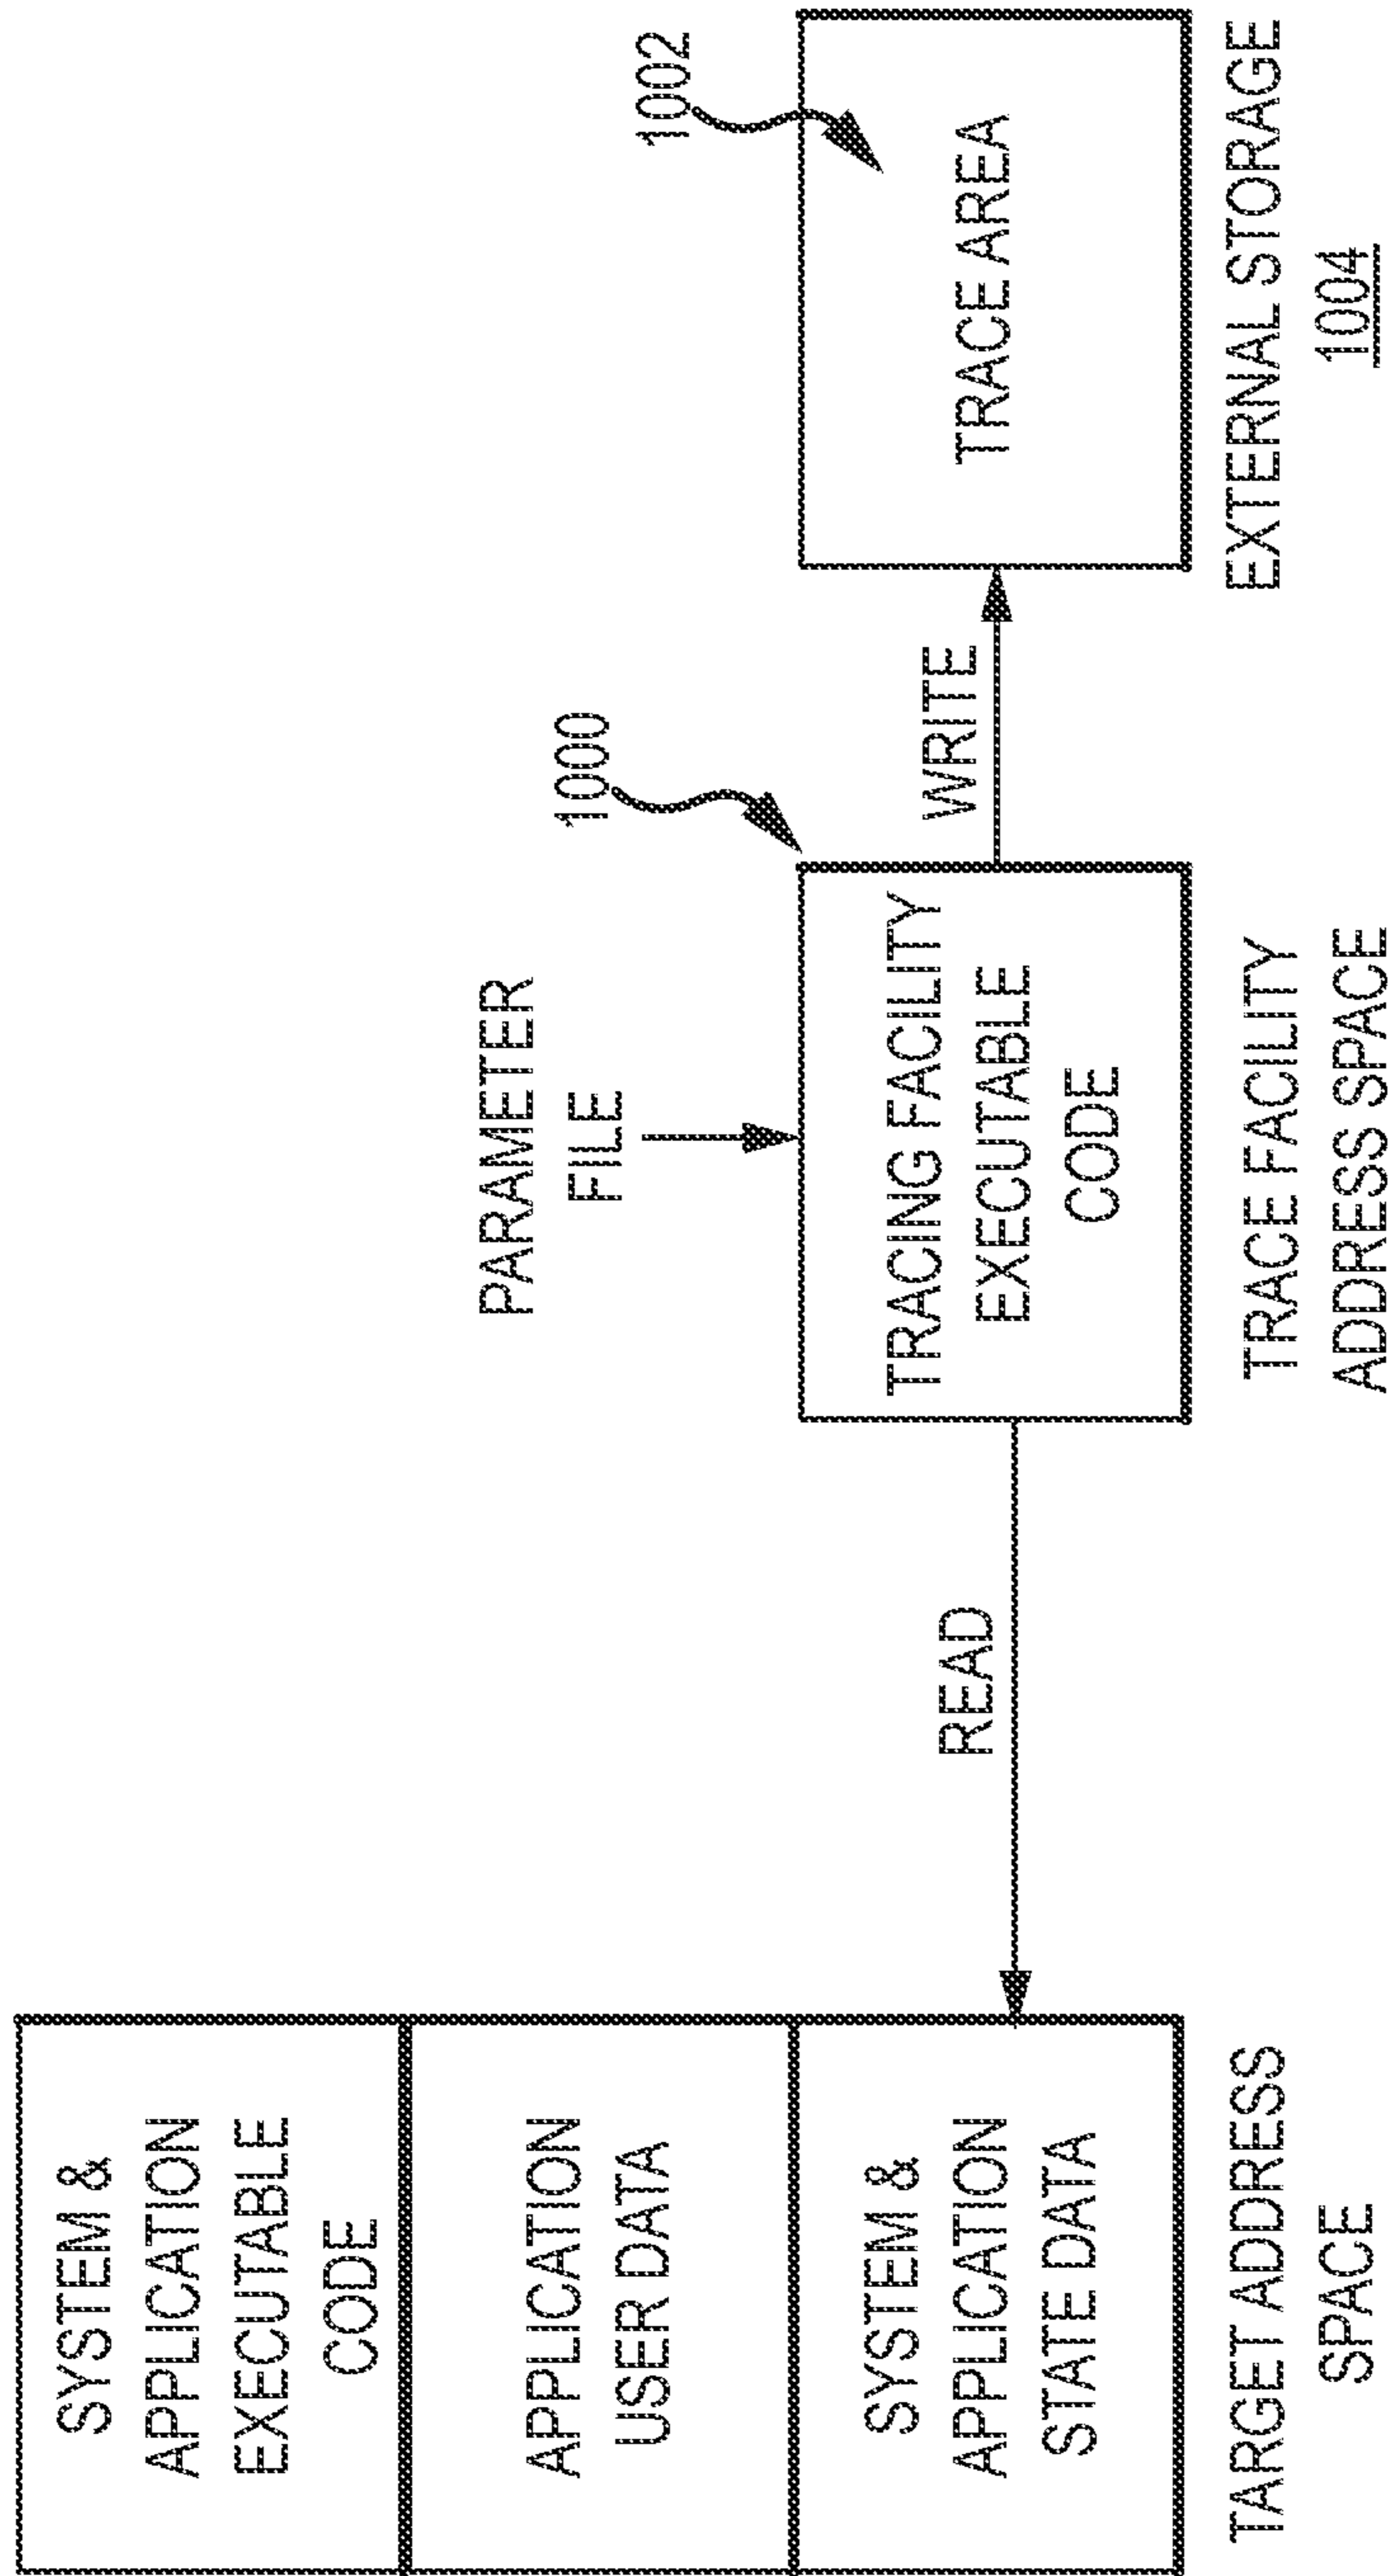 SYSTEM &
APPLICATION
EXECUTABLE
CODE
APPLICATION
USER DATA
SYSTEM &
APPLICATION
STATE DATA
TARGET ADDRESS
SPACE
READ
PARAMETER
FILE
1000
TRACING FACILITY
EXECUTABLE
CODE
TRACE FACILITY
ADDRESS SPACE
WRITE
1002
TRACE AREA
EXTERNAL STORAGE
1004